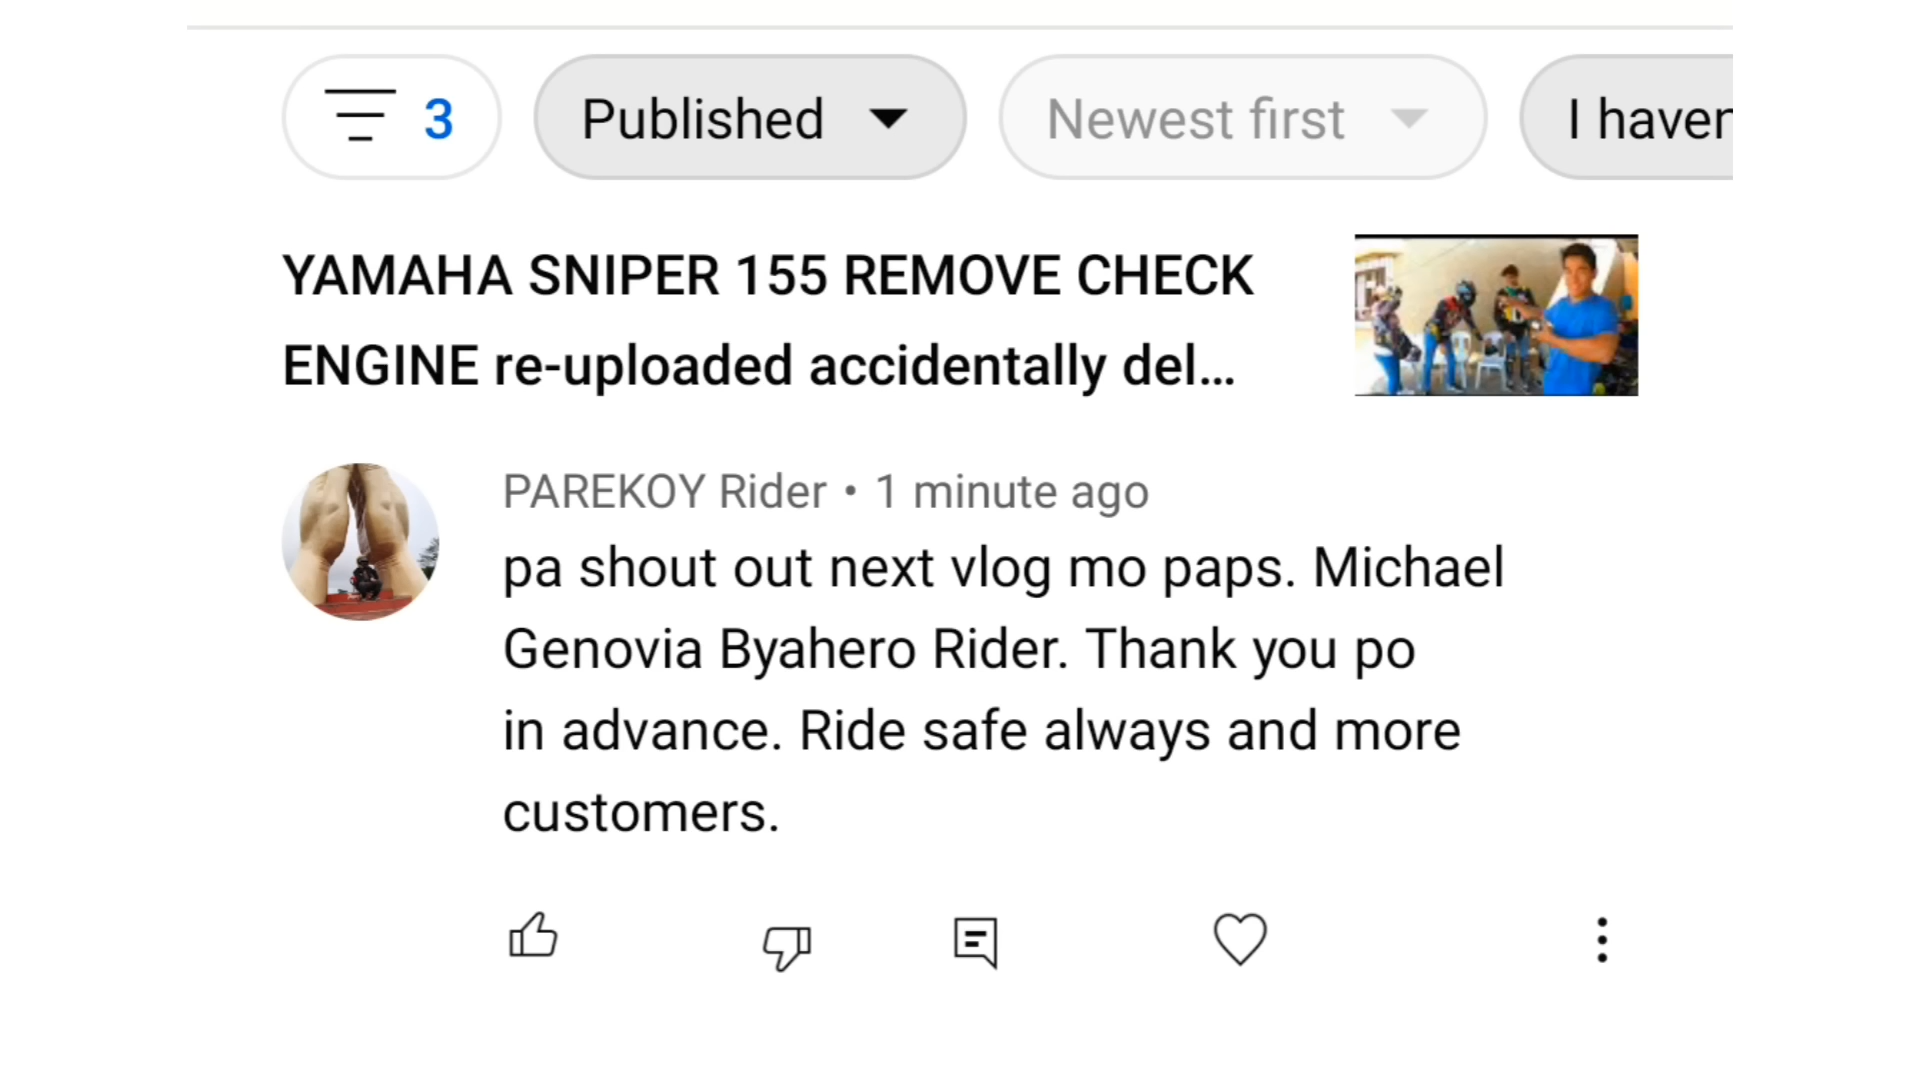 3
Published
Newest first
I haven
YAMAHA SNIPER 155 REMOVE CHECK
ENGINE re-uploaded accidentally del...
PAREKOY Rider • 1 minute ago
pa shout out next vlog mo paps. Michael
Genovia Byahero Rider. Thank you po
in advance. Ride safe always and more
customers.